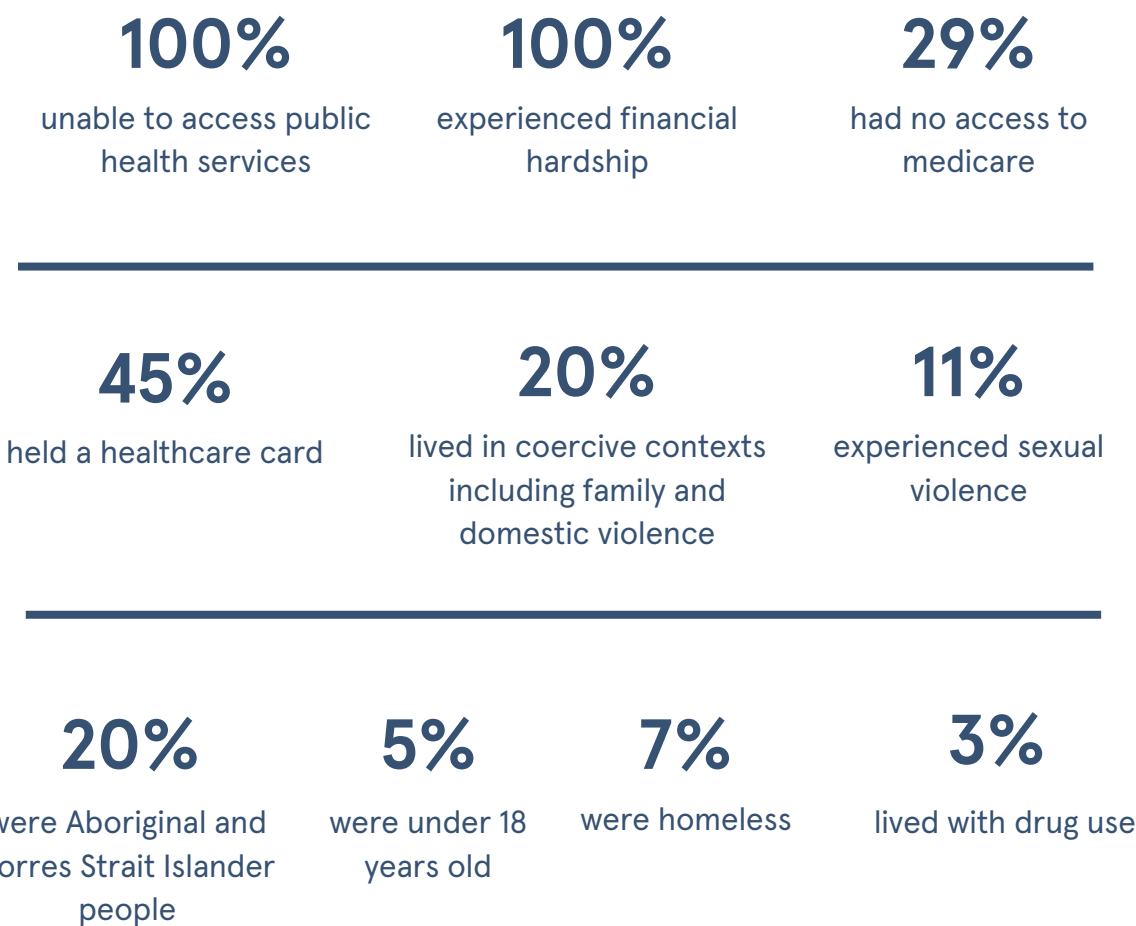 100%
100%
29%
unable to access public
health services
experienced financial
hardship
had no access to
medicare
45%
20%
11%
held a healthcare card
lived in coercive contexts
including family and
domestic violence
experienced sexual
violence
20%
5%
7%
3%
were Aboriginal and
orres Strait Islander
people
were under 18
years old
were homeless
lived with drug use